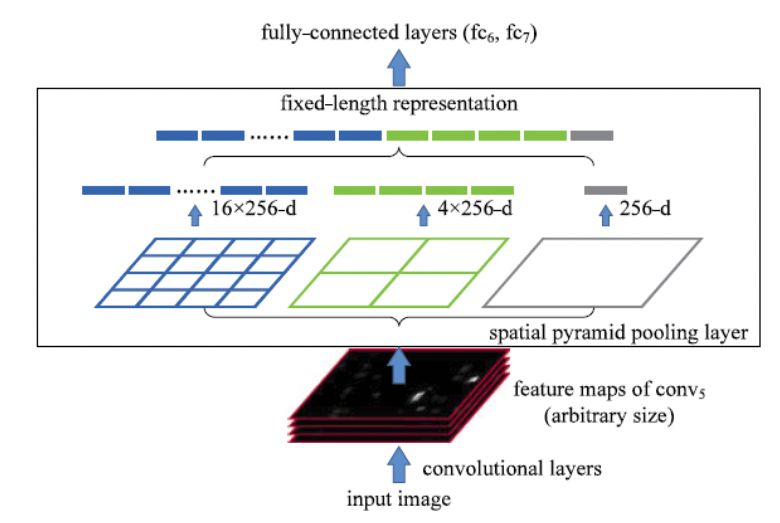 fully-connected layers (fc₆, fc₇)
fixed-length representation
......
......
16×256-d
4×256-d
256-d
spatial pyramid pooling layer
feature maps of conv₅
(arbitrary size)
convolutional layers
input image